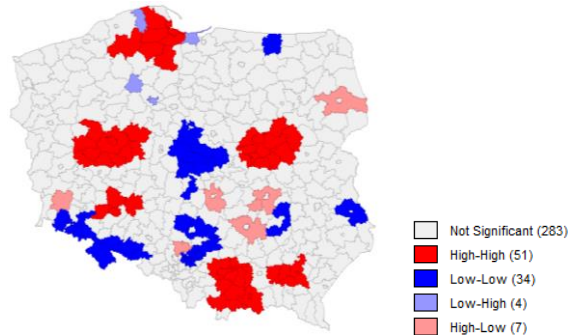 Not Significant (283)
High-High (51)
Low-Low (34)
Low-High (4)
High-Low (7)